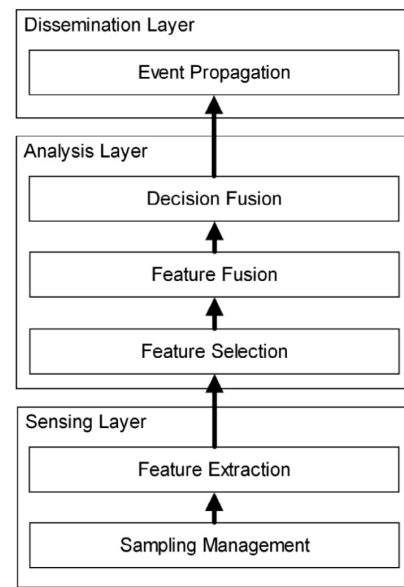 Dissemination Layer
Event Propagation
Analysis Layer
Decision Fusion
Feature Fusion
Feature Selection
Sensing Layer
Feature Extraction
Sampling Management